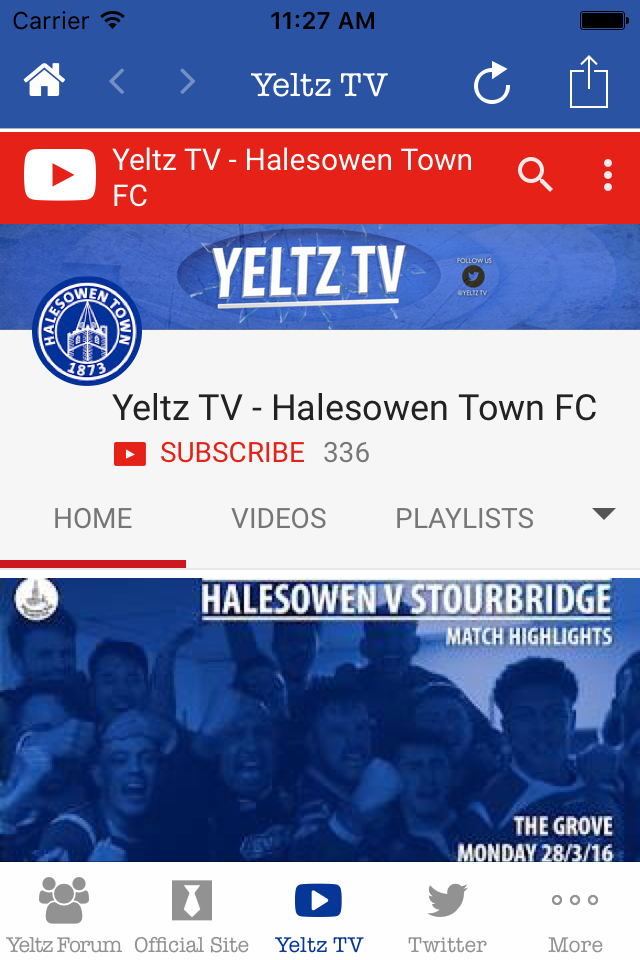 Carrier 11:27 AM
Yeltz TV
Yeltz TV - Halesowen Town
FC
YELTZ TV
FOLLOW US
@YELTZ TV
HALESOWEN TOWN
1873
Yeltz TV - Halesowen Town FC
SUBSCRIBE 336
HOME VIDEOS PLAYLISTS
HALESOWEN V STOURBRIDGE
MATCH HIGHLIGHTS
THE GROVE
MONDAY 28/3/16
Yeltz Forum Official Site Yeltz TV Twitter More